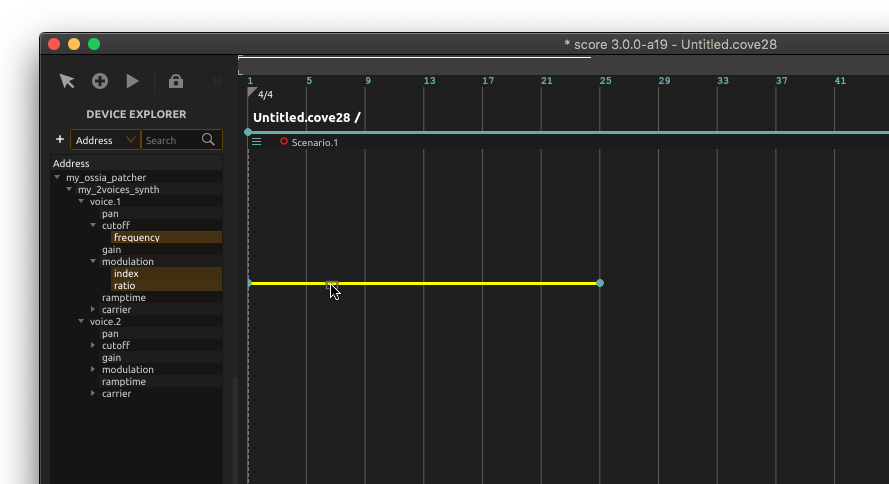 * score 3.0.0-a19 - Untitled.cove28
1 5 9 13 17 21 25 29 33 37 41
4/4
DEVICE EXPLORER
Untitled.cove28 /
+ Address Search
Scenario.1
Address
my_ossia_patcher
my_2voices_synth
voice.1
pan
cutoff
frequency
gain
modulation
index
ratio
ramptime
carrier
voice.2
pan
cutoff
gain
modulation
ramptime
carrier